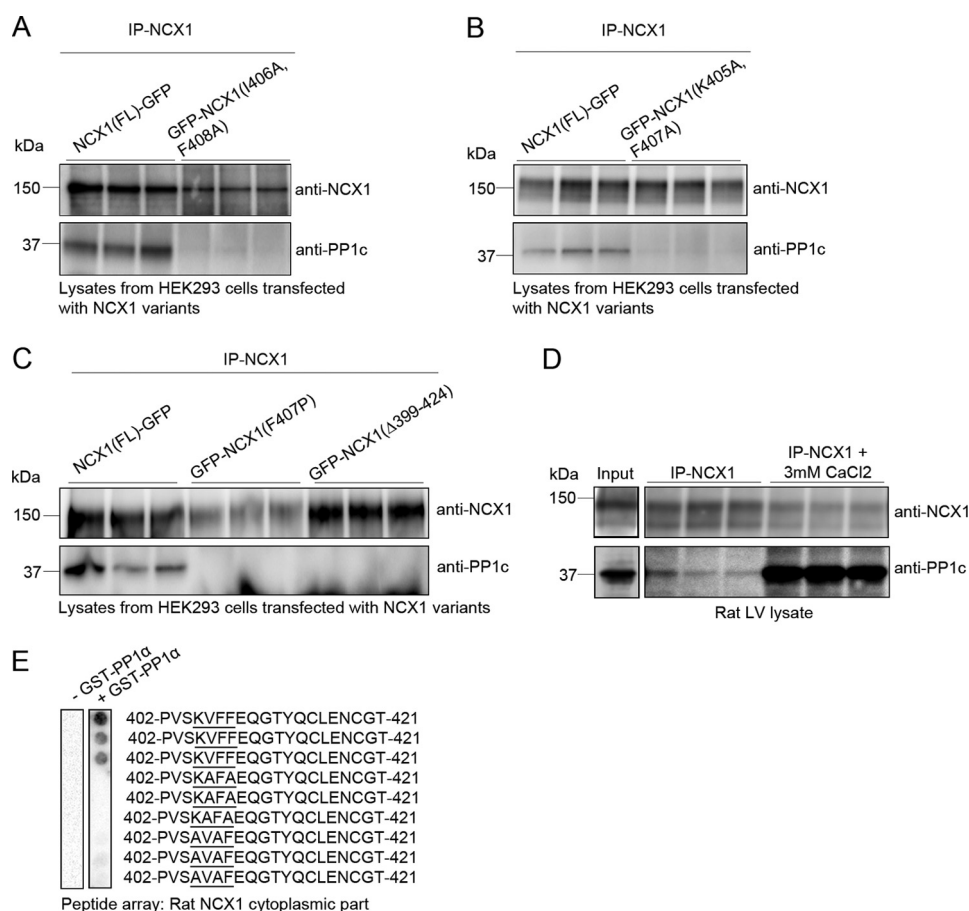 A
IP-NCX1
NCX1(FL)-GFP
GFP-NCX1(I406A,
F408A)
kDa
150
anti-NCX1
37
anti-PP1c
Lysates from HEK293 cells transfected
with NCX1 variants
B
IP-NCX1
NCX1(FL)-GFP
GFP-NCX1(K405A,
F407A)
kDa
150
anti-NCX1
37
anti-PP1c
Lysates from HEK293 cells transfected
with NCX1 variants
C
IP-NCX1
NCX1(FL)-GFP
GFP-NCX1(F407P)
GFP-NCX1(Δ399-424)
kDa
150
anti-NCX1
37
anti-PP1c
Lysates from HEK293 cells transfected with NCX1 variants
D
kDa
Input
IP-NCX1
IP-NCX1 +
3mM CaCl2
150
anti-NCX1
37
anti-PP1c
Rat LV lysate
E
- GST-PP1α
+ GST-PP1α
402-PVSKVFFEQGTYQCLENCGT-421
402-PVSKVFFEQGTYQCLENCGT-421
402-PVSKVFFEQGTYQCLENCGT-421
402-PVSKAFAEQGTYQCLENCGT-421
402-PVSKAFAEQGTYQCLENCGT-421
402-PVSKAFAEQGTYQCLENCGT-421
402-PVSAVAFEQGTYQCLENCGT-421
402-PVSAVAFEQGTYQCLENCGT-421
402-PVSAVAFEQGTYQCLENCGT-421
Peptide array: Rat NCX1 cytoplasmic part